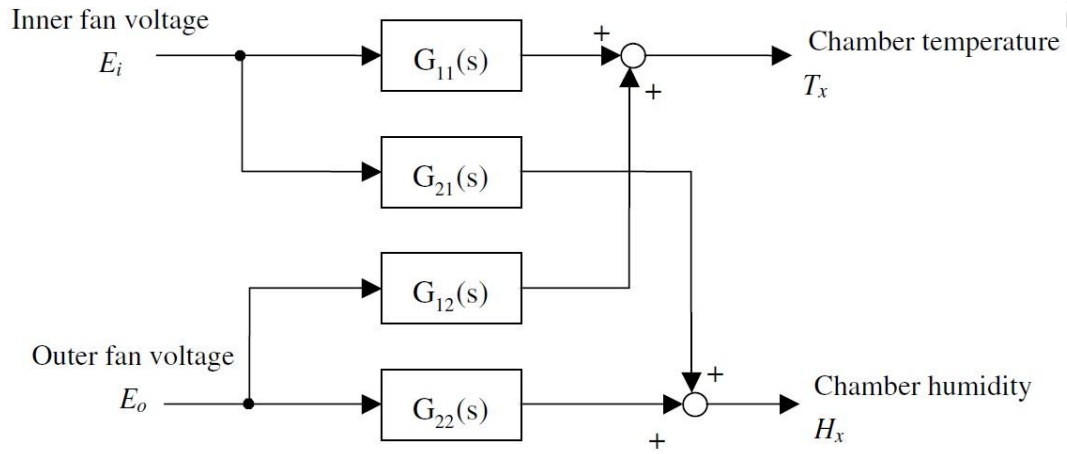 Inner fan voltage
E_i
G_11(s)
+
+
Chamber temperature
T_x
G_21(s)
G_12(s)
Outer fan voltage
E_o
G_22(s)
+
+
Chamber humidity
H_x